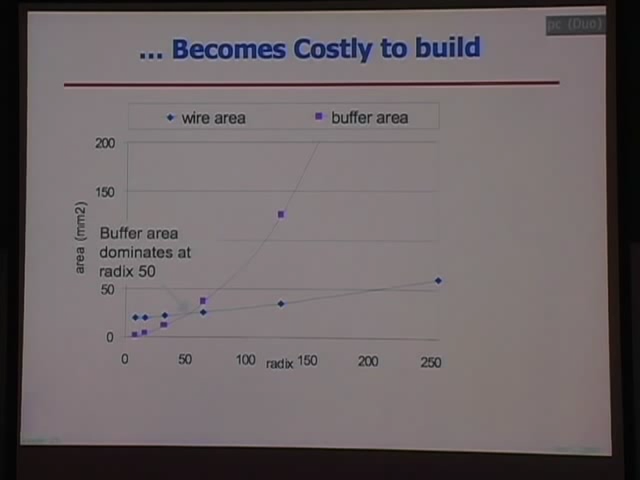 pc (Duo)
... Becomes Costly to build
wire area
buffer area
200
150
area (mm2)
Buffer area
dominates at
radix 50
50
0
0
50
100
radix
150
200
250